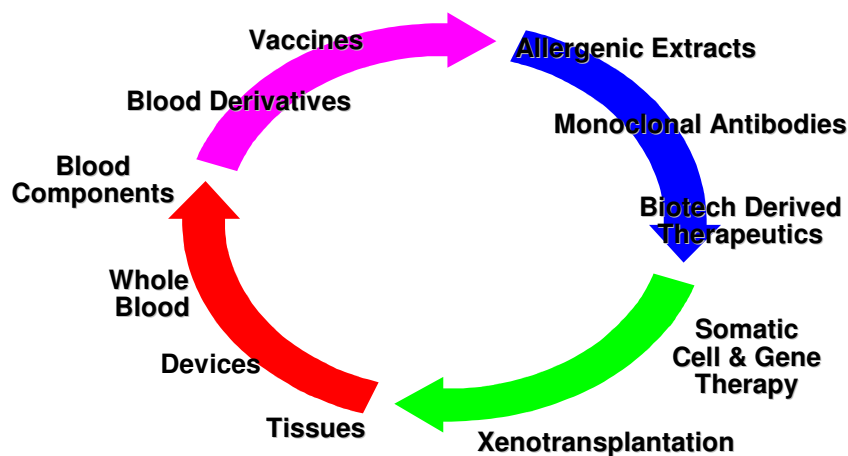 Vaccines
Allergenic Extracts
Blood Derivatives
Monoclonal Antibodies
Blood
Components
Biotech Derived
Therapeutics
Whole
Blood
Somatic
Cell & Gene
Therapy
Devices
Tissues
Xenotransplantation